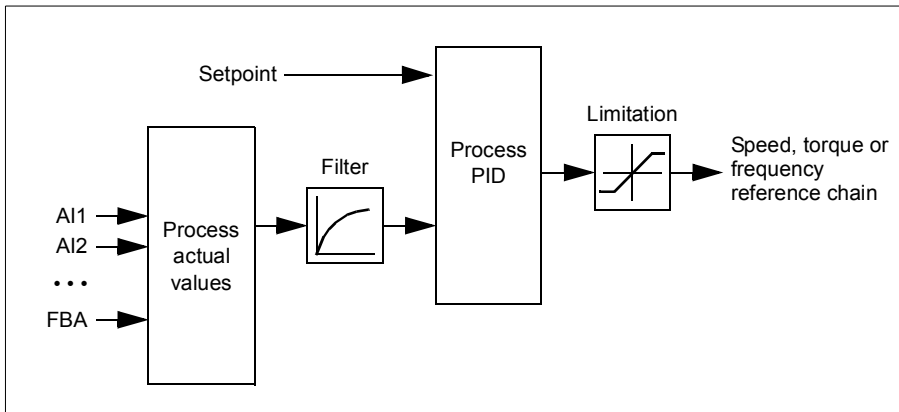 Setpoint
Process
PID
Limitation
Speed, torque or
frequency
reference chain
Filter
AI1
AI2
• • •
FBA
Process
actual
values